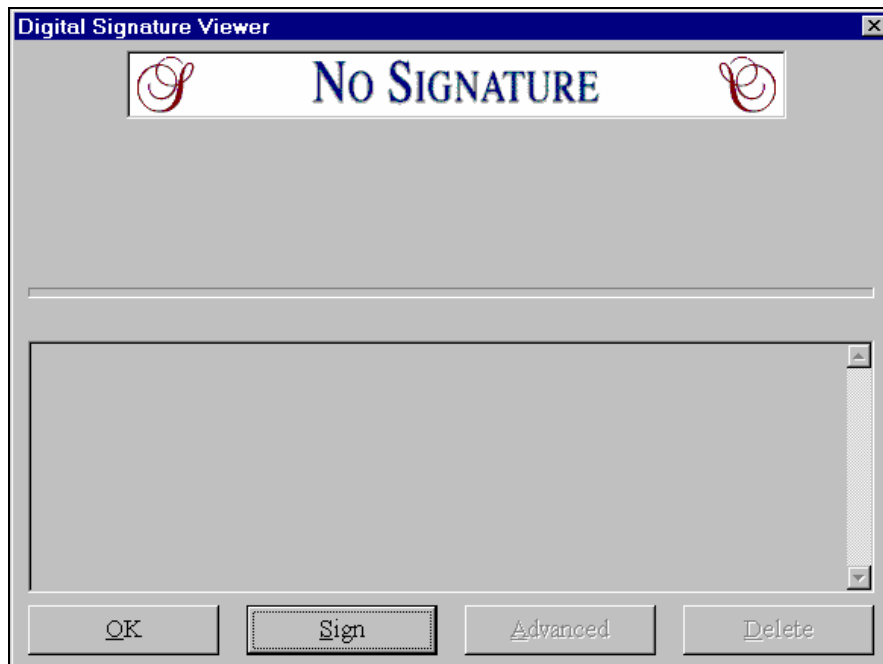 Digital Signature Viewer
NO SIGNATURE
OK
Sign
Advanced
Delete